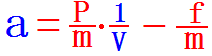 a = P/m · 1/V − f/m